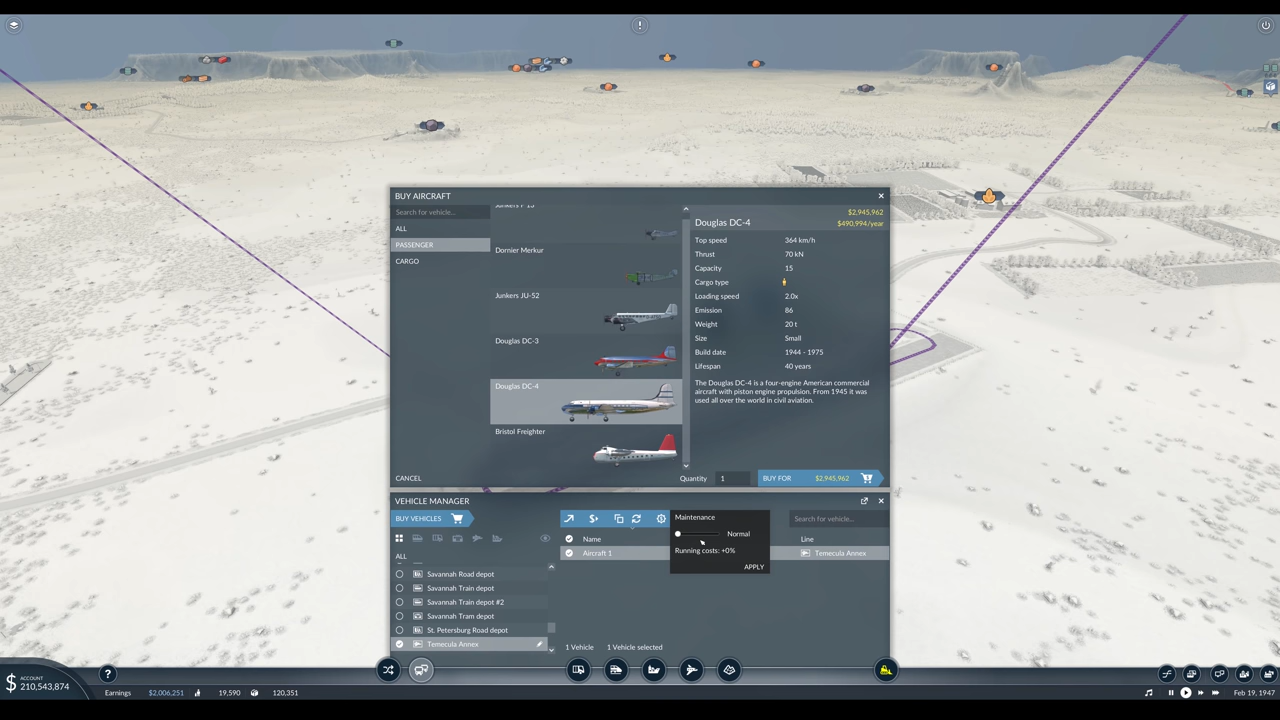 BUY AIRCRAFT
Search for vehicle...
ALL
PASSENGER
CARGO
Dornier Merkur
Junkers JU-52
Douglas DC-3
Douglas DC-4
Bristol Freighter
$2,945,962
Douglas DC-4
$490,994/year
Top speed 364 km/h
Thrust 70 kN
Capacity 15
Cargo type
Loading speed 2.0x
Emission 86
Weight 20 t
Size Small
Build date 1944 - 1975
Lifespan 40 years
The Douglas DC-4 is a four-engine American commercial
aircraft with piston engine propulsion. From 1945 it was
used all over the world in civil aviation.
CANCEL
Quantity 1 BUY FOR $2,945,962
VEHICLE MANAGER
BUY VEHICLES
Search for vehicle...
ALL
Savannah Road depot
Savannah Train depot
Savannah Train depot #2
Savannah Tram depot
St. Petersburg Road depot
Temecula Annex
Name Line
Aircraft 1 Temecula Annex
Maintenance
Normal
Running costs: +0%
APPLY
1 Vehicle 1 Vehicle selected
$ ACCOUNT
210,543,874
?
Earnings $2,006,251 19,590 120,351
Feb 19, 1947